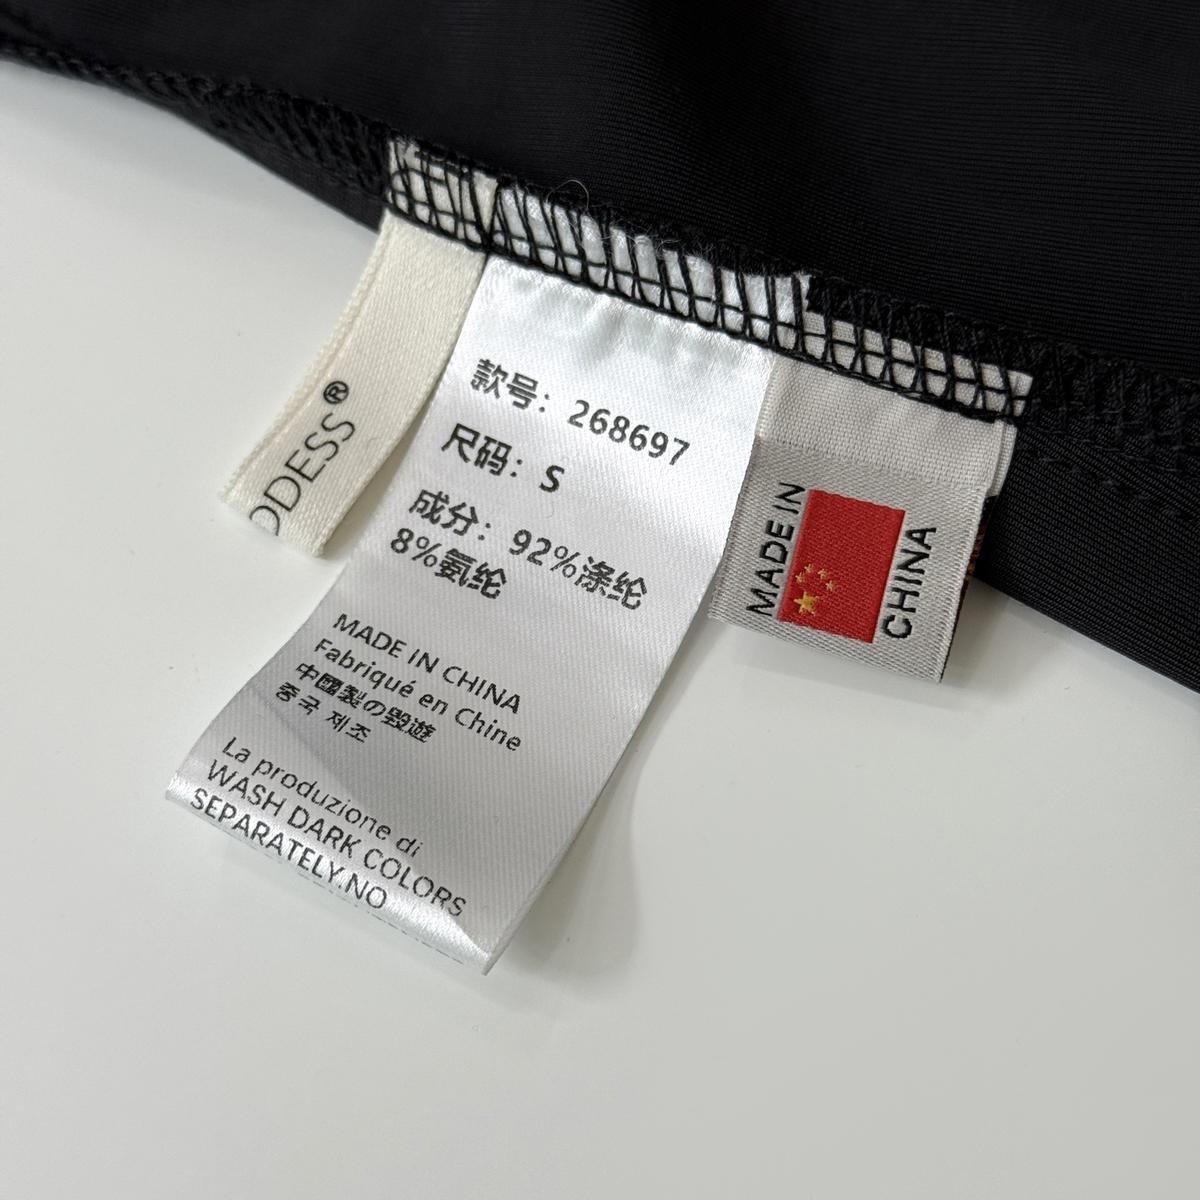 ODESS®
款号：268697
尺码：S
成分：92%涤纶
8%氨纶
MADE IN CHINA
Fabriqué en Chine
中國製の毀遊
중국 제조
La produzione di
WASH DARK COLORS
SEPARATELY.NO
MADE IN
CHINA